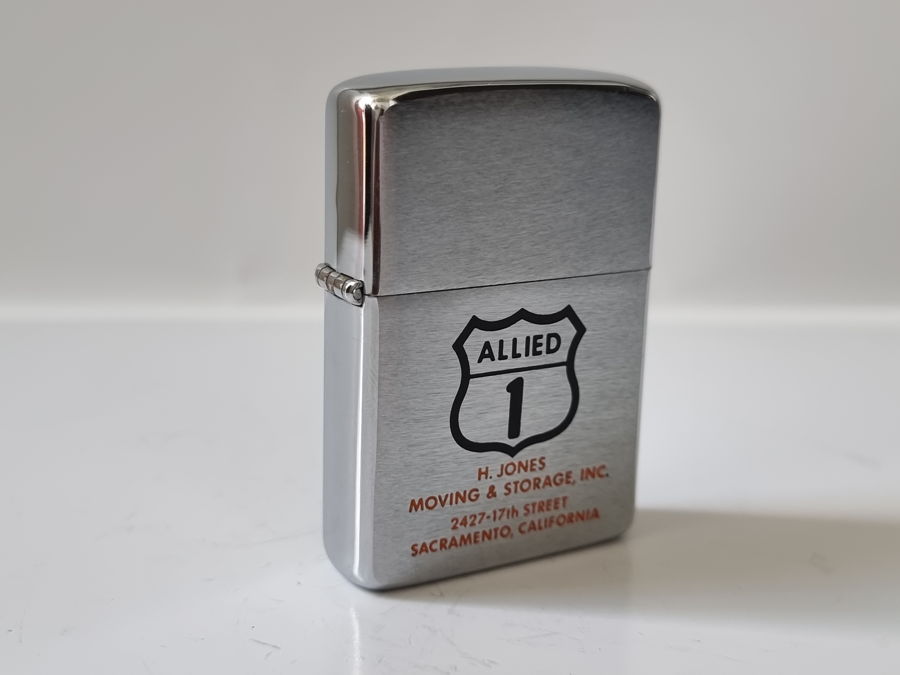 ALLIED
1
H. JONES
MOVING & STORAGE, INC.
2427-17th STREET
SACRAMENTO, CALIFORNIA